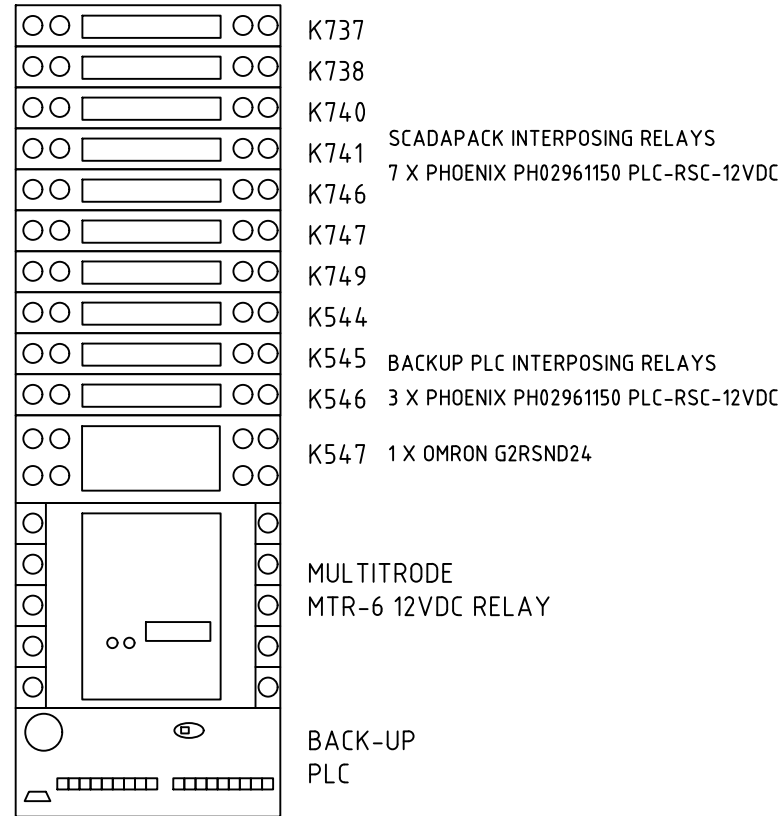 K737
K738
K740
K741
SCADAPACK INTERPOSING RELAYS
7 X PHOENIX PH02961150 PLC-RSC-12VDC
K746
K747
K749
K544
K545 BACKUP PLC INTERPOSING RELAYS
K546 3 X PHOENIX PH02961150 PLC-RSC-12VDC
K547 1 X OMRON G2RSND24
MULTITRODE
MTR-6 12VDC RELAY
BACK-UP
PLC